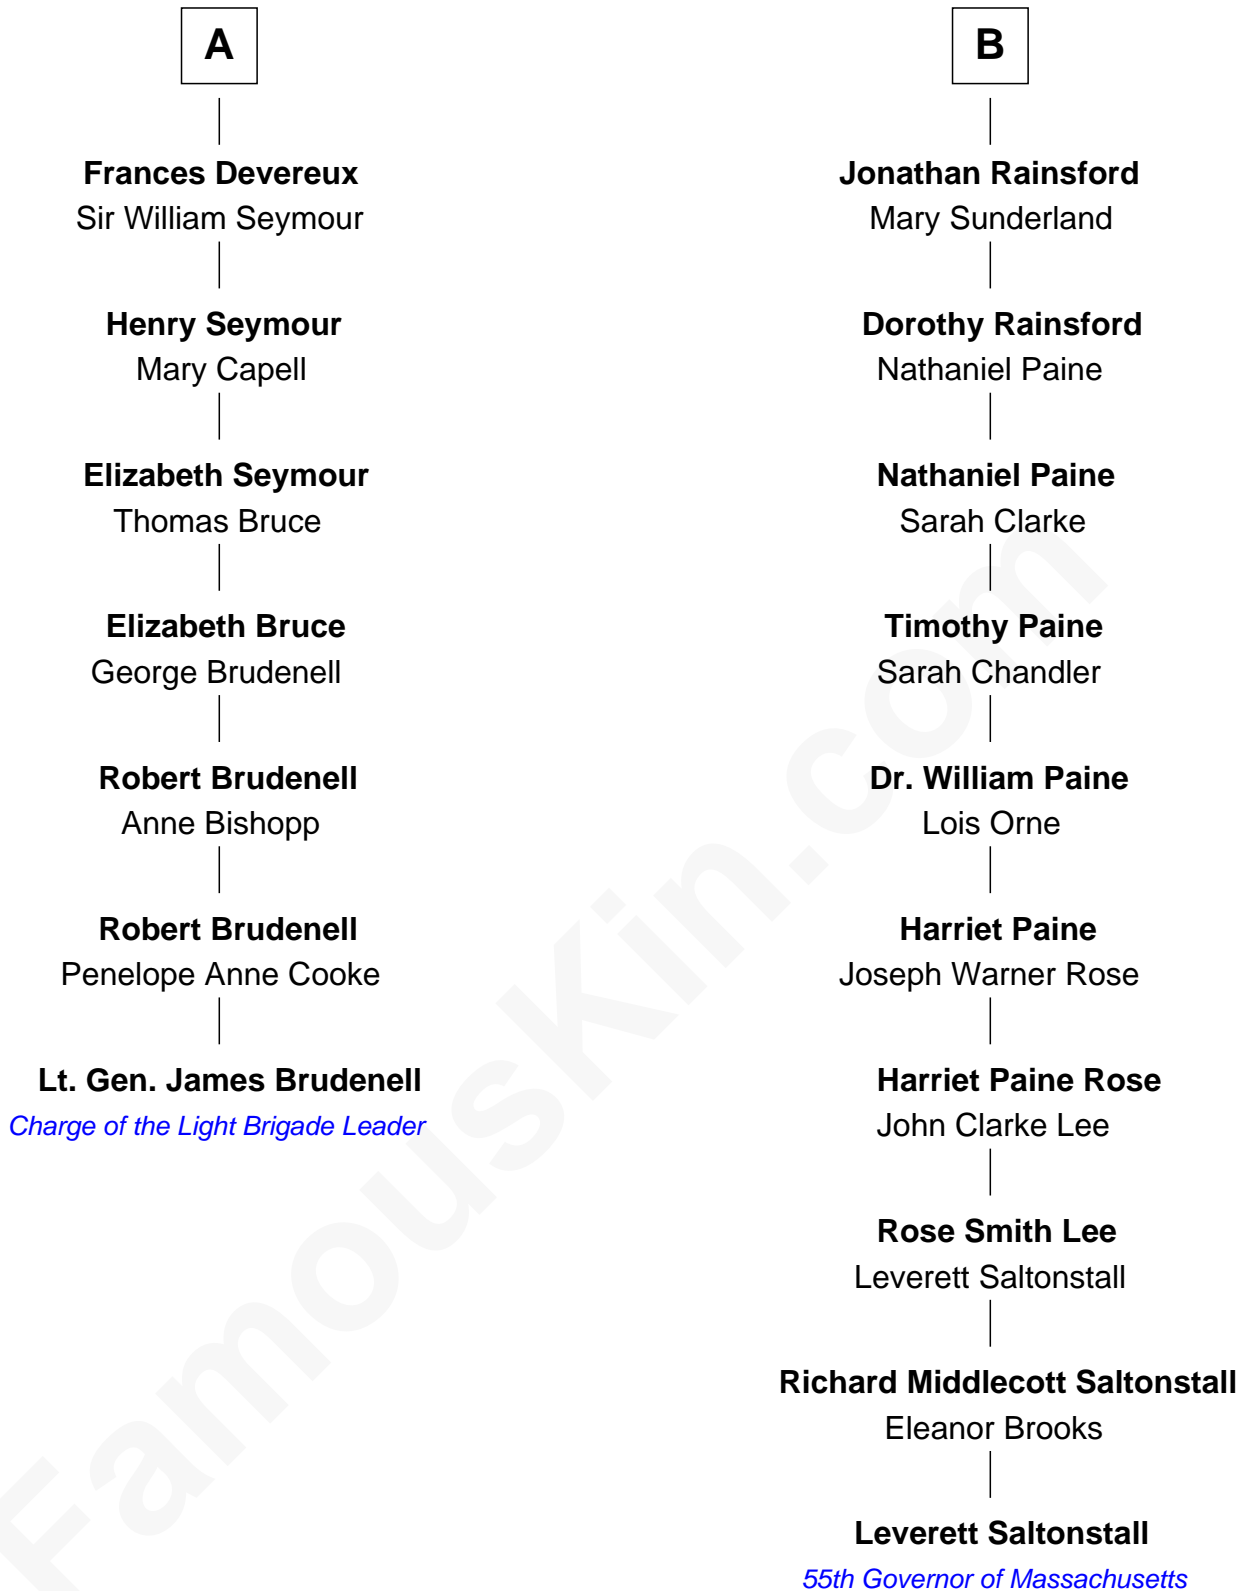 A
Frances Devereux
Sir William Seymour
Henry Seymour
Mary Capell
Elizabeth Seymour
Thomas Bruce
Elizabeth Bruce
George Brudenell
Robert Brudenell
Anne Bishopp
Robert Brudenell
Penelope Anne Cooke
Lt. Gen. James Brudenell
Charge of the Light Brigade Leader
B
Jonathan Rainsford
Mary Sunderland
Dorothy Rainsford
Nathaniel Paine
Nathaniel Paine
Sarah Clarke
Timothy Paine
Sarah Chandler
Dr. William Paine
Lois Orne
Harriet Paine
Joseph Warner Rose
Harriet Paine Rose
John Clarke Lee
Rose Smith Lee
Leverett Saltonstall
Richard Middlecott Saltonstall
Eleanor Brooks
Leverett Saltonstall
55th Governor of Massachusetts
FamousKin.com